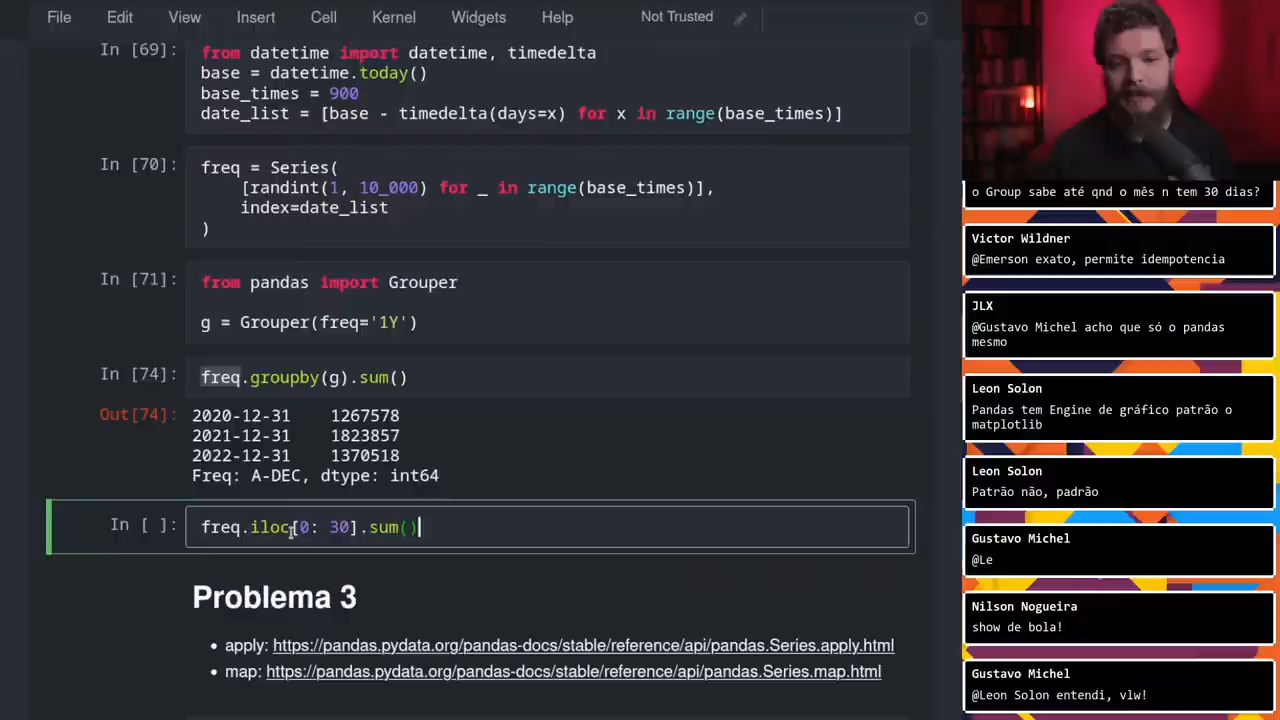 File Edit View Insert Cell Kernel Widgets Help Not Trusted
In [69]:
from datetime import datetime, timedelta
base = datetime.today()
base_times = 900
date_list = [base - timedelta(days=x) for x in range(base_times)]
In [70]:
freq = Series(
[randint(1, 10_000) for _ in range(base_times)],
index=date_list
)
In [71]:
from pandas import Grouper
g = Grouper(freq='1Y')
In [74]:
freq.groupby(g).sum()
Out[74]:
2020-12-31 1267578
2021-12-31 1823857
2022-12-31 1370518
Freq: A-DEC, dtype: int64
In [ ]:
freq.iloc[0: 30].sum()
Problema 3
• apply: https://pandas.pydata.org/pandas-docs/stable/reference/api/pandas.Series.apply.html
• map: https://pandas.pydata.org/pandas-docs/stable/reference/api/pandas.Series.map.html
o Group sabe até qnd o mês n tem 30 dias?
Victor Wildner
@Emerson exato, permite idempotencia
JLX
@Gustavo Michel acho que só o pandas
mesmo
Leon Solon
Pandas tem Engine de gráfico patrão o
matplotlib
Leon Solon
Patrão não, padrão
Gustavo Michel
@Le
Nilson Nogueira
show de bola!
Gustavo Michel
@Leon Solon entendi, vlw!